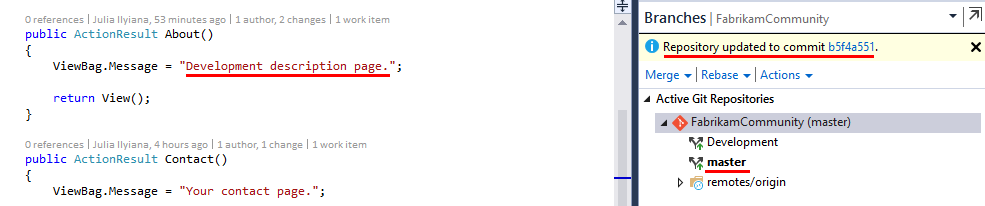 0 references | Julia Ilyiana, 53 minutes ago | 1 author, 2 changes | 1 work item
public ActionResult About()
{
ViewBag.Message = "Development description page.";
return View();
}
0 references | Julia Ilyiana, 4 hours ago | 1 author, 1 change | 1 work item
public ActionResult Contact()
{
ViewBag.Message = "Your contact page.";
Branches | FabrikamCommunity
Repository updated to commit b5f4a551.
Merge Rebase Actions
Active Git Repositories
FabrikamCommunity (master)
Development
master
remotes/origin